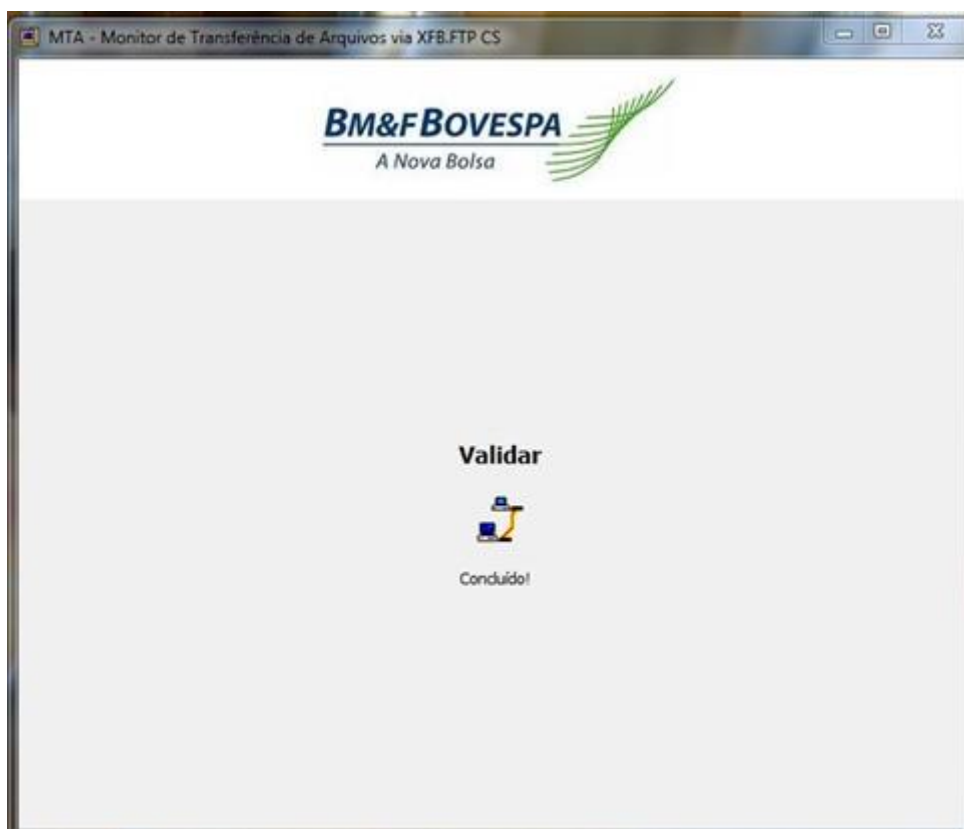 MTA - Monitor de Transferência de Arquivos via XFB.FTP CS
BM&FBOVESPA
A Nova Bolsa
Validar
Concluído!